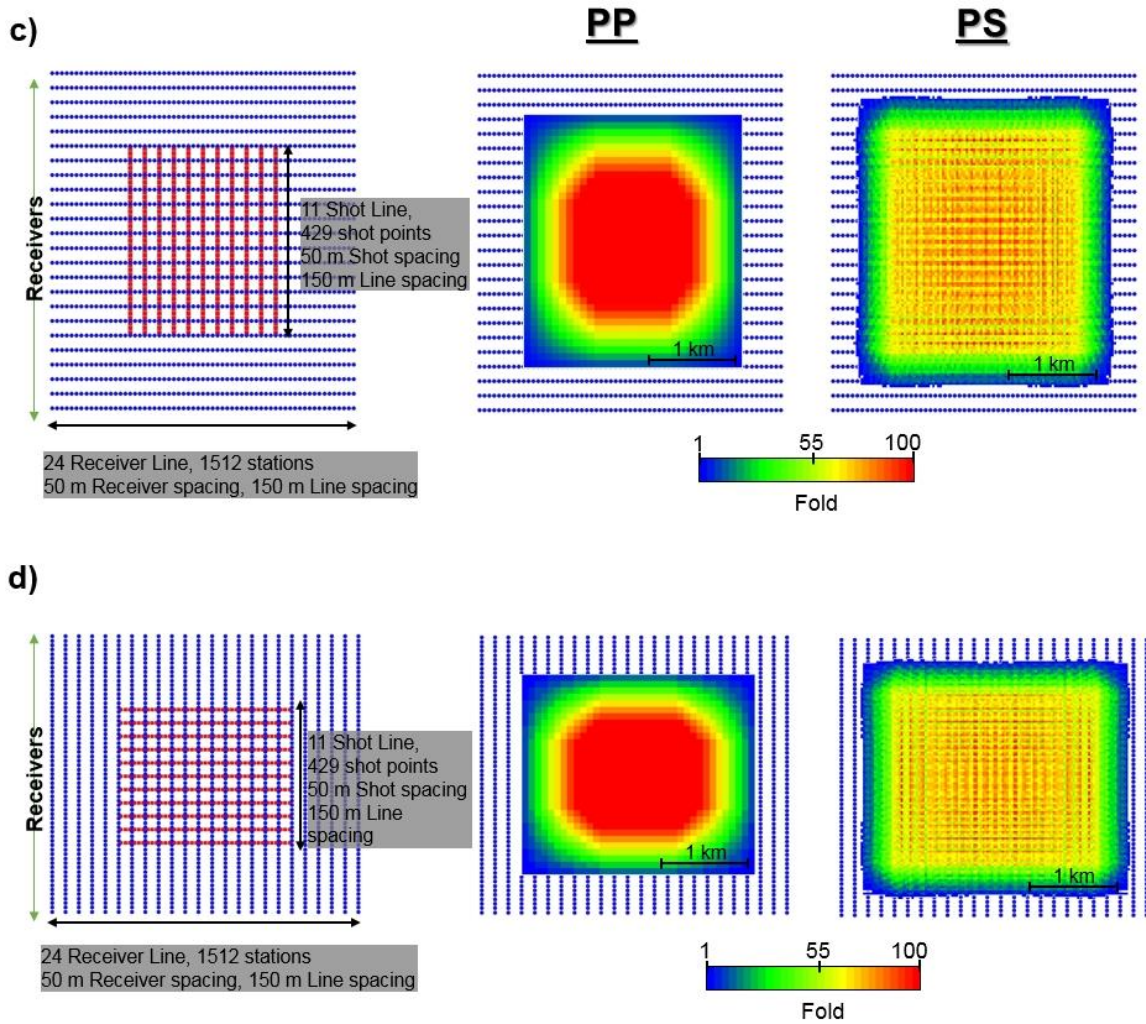 c)
PP
PS
Receivers
11 Shot Line,
429 shot points
50 m Shot spacing
150 m Line spacing
1 km
1 km
24 Receiver Line, 1512 stations
50 m Receiver spacing, 150 m Line spacing
1 55 100
Fold
d)
Receivers
11 Shot Line,
429 shot points
50 m Shot spacing
150 m Line
spacing
1 km
1 km
24 Receiver Line, 1512 stations
50 m Receiver spacing, 150 m Line spacing
1 55 100
Fold